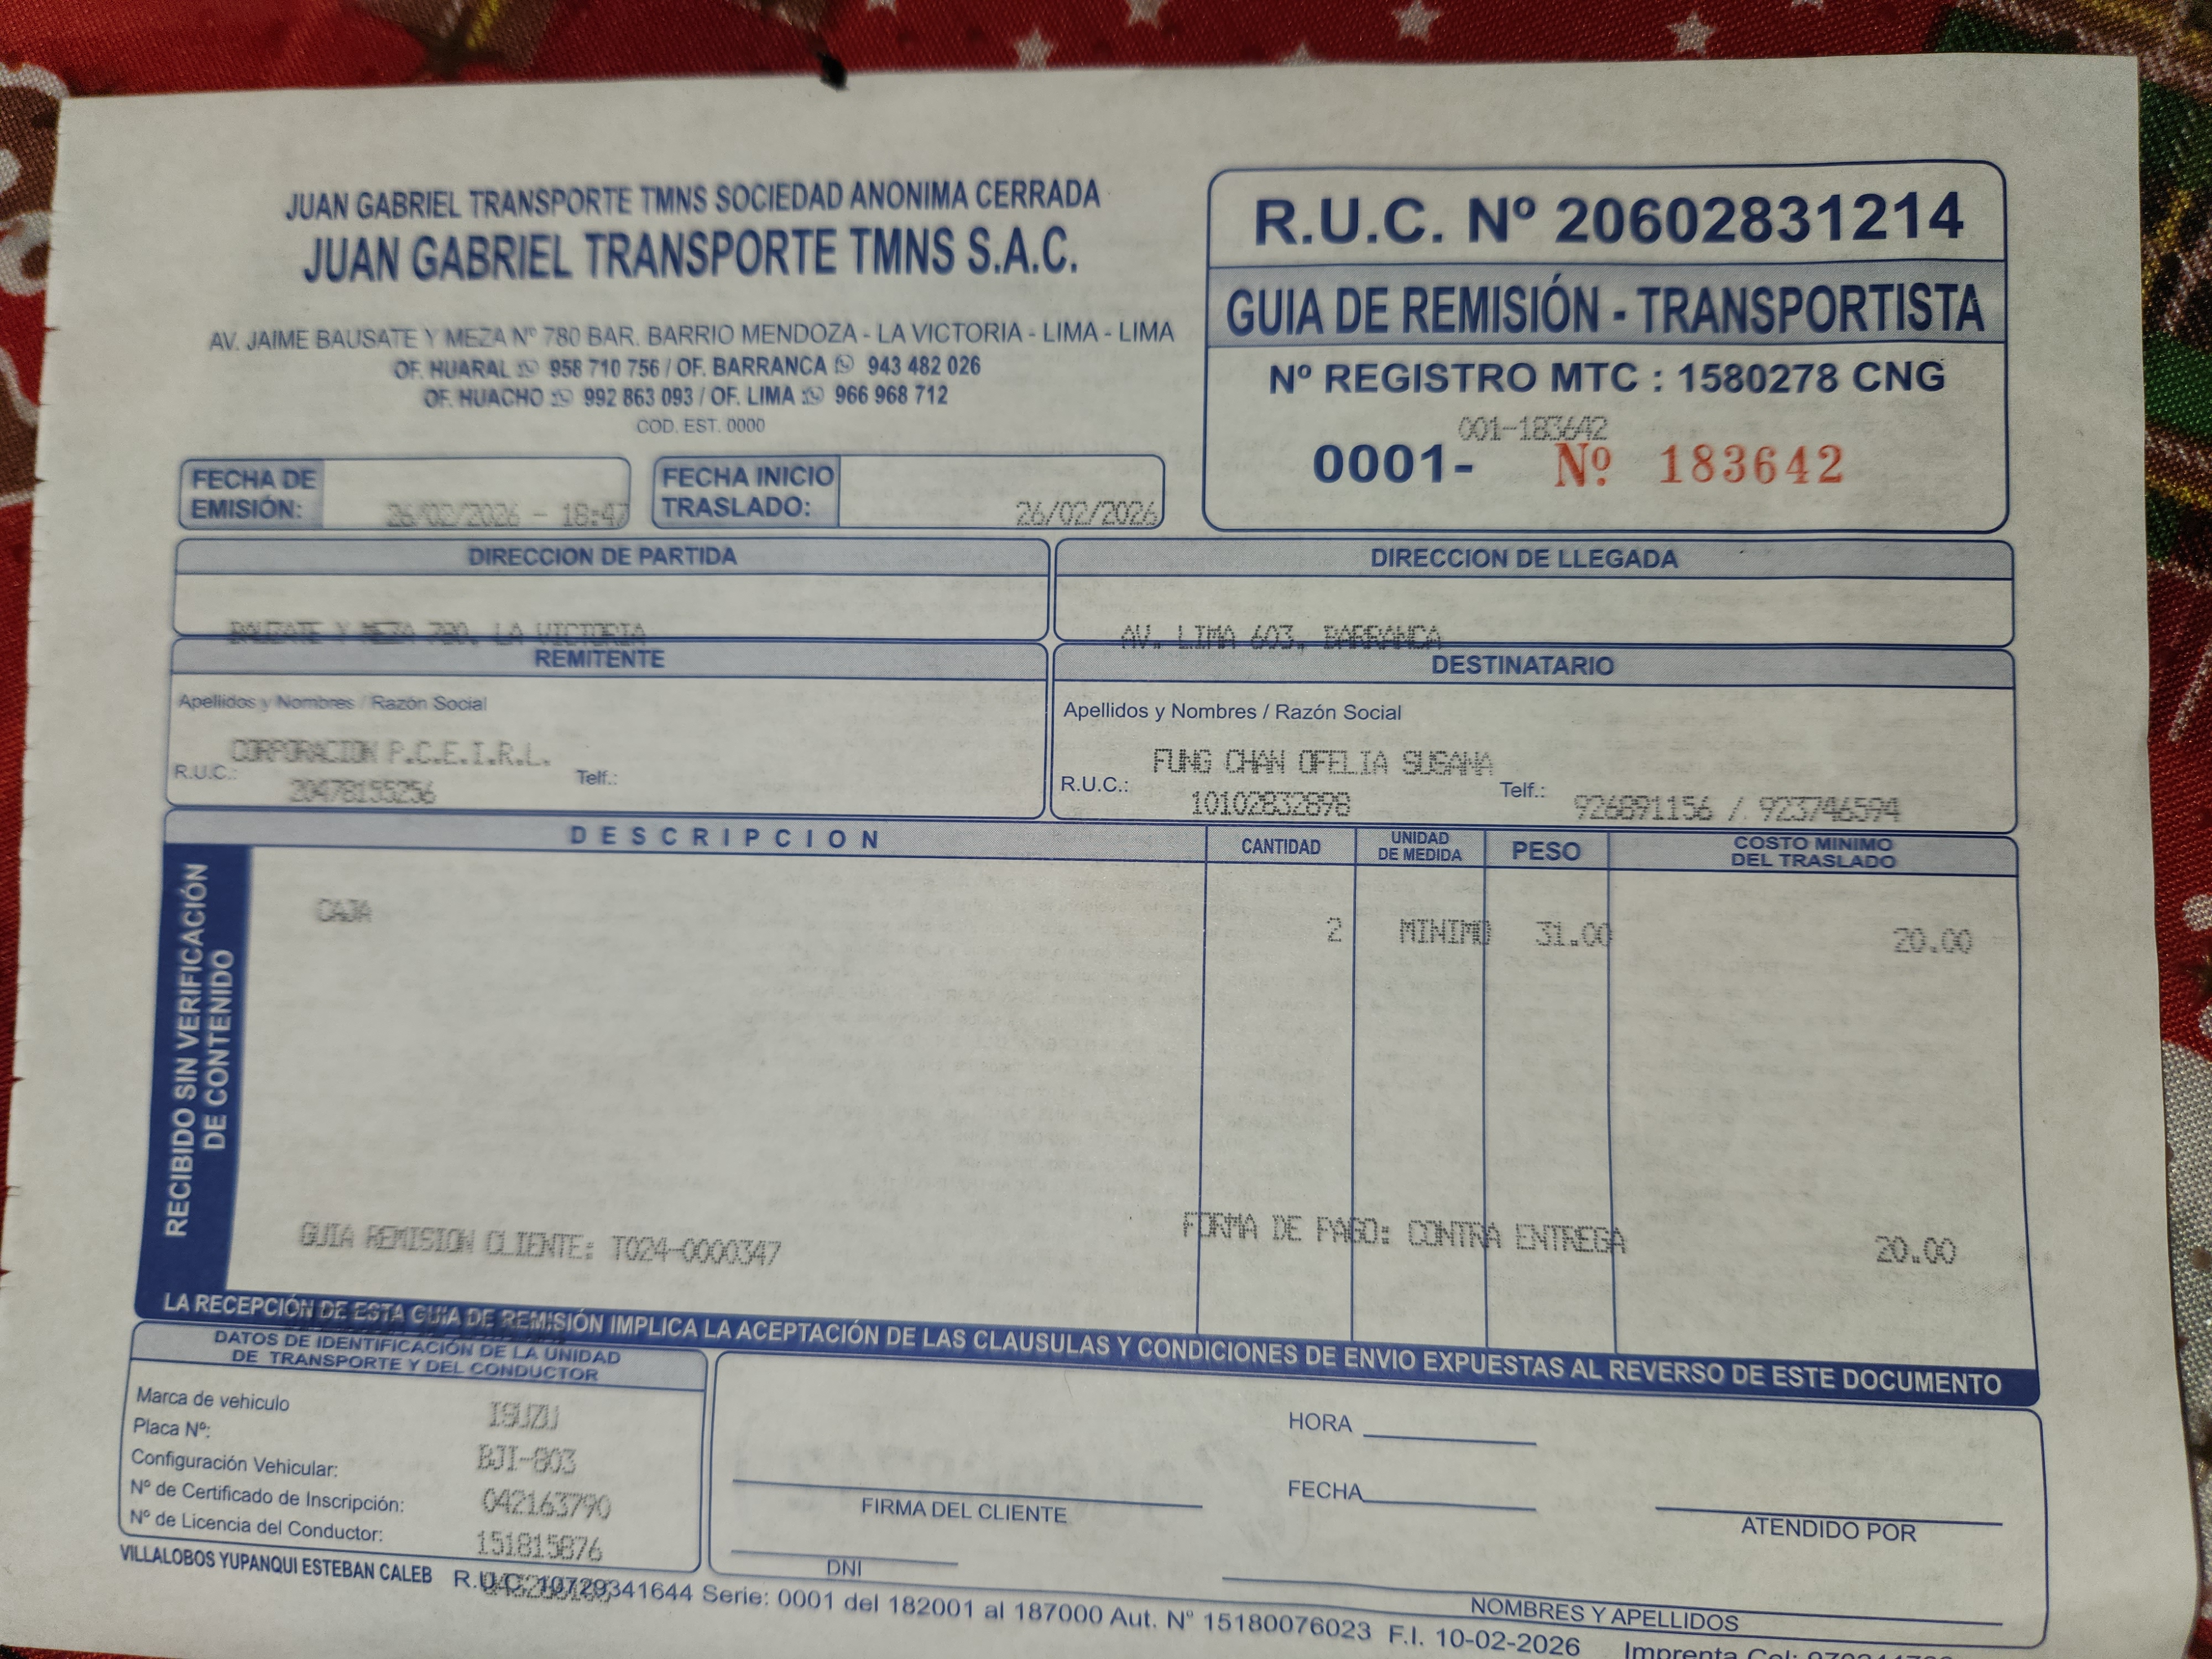 JUAN GABRIEL TRANSPORTE TMNS SOCIEDAD ANONIMA CERRADA
JUAN GABRIEL TRANSPORTE TMNS S.A.C.
AV. JAIME BAUSATE Y MEZA Nº 780 BAR. BARRIO MENDOZA - LA VICTORIA - LIMA - LIMA
OF. HUARAL 958 710 756 / OF. BARRANCA 943 482 026
OF. HUACHO 992 863 093 / OF. LIMA 966 968 712
COD. EST. 0000
R.U.C. Nº 20602831214
GUIA DE REMISIÓN - TRANSPORTISTA
Nº REGISTRO MTC : 1580278 CNG
001-183642
0001- Nº 183642
FECHA DE EMISIÓN: 26/02/2026 - 18:47
FECHA INICIO TRASLADO: 26/02/2026
DIRECCION DE PARTIDA
BAUZATE Y MEZA 780, LA VICTORIA
DIRECCION DE LLEGADA
AV. LIMA 603, BARRANCA
REMITENTE
Apellidos y Nombres / Razón Social
CORPORACION P.C.E.I.R.L.
R.U.C.: 20478155256 Telf.:
DESTINATARIO
Apellidos y Nombres / Razón Social
FUNG CHAN OFELIA SUSANA
R.U.C.: 10102832898 Telf.: 926891156 / 923746594
DESCRIPCION CANTIDAD UNIDAD DE MEDIDA PESO COSTO MINIMO DEL TRASLADO
RECIBIDO SIN VERIFICACIÓN
DE CONTENIDO
CAJA 2 MINIMO 31.00 20.00
GUIA REMISION CLIENTE: T024-0000347 FORMA DE PAGO: CONTRA ENTREGA 20.00
LA RECEPCIÓN DE ESTA GUIA DE REMISIÓN IMPLICA LA ACEPTACIÓN DE LAS CLAUSULAS Y CONDICIONES DE ENVIO EXPUESTAS AL REVERSO DE ESTE DOCUMENTO
DATOS DE IDENTIFICACIÓN DE LA UNIDAD
DE TRANSPORTE Y DEL CONDUCTOR
Marca de vehiculo ISUZU
Placa Nº: BJI-803
Configuración Vehicular:
Nº de Certificado de Inscripción: 042163790
Nº de Licencia del Conductor: 151815876
FIRMA DEL CLIENTE
DNI
HORA
FECHA
ATENDIDO POR
NOMBRES Y APELLIDOS
VILLALOBOS YUPANQUI ESTEBAN CALEB R.U.C. 10729341644 Serie: 0001 del 182001 al 187000 Aut. N° 15180076023 F.I. 10-02-2026 Imprenta Cel: